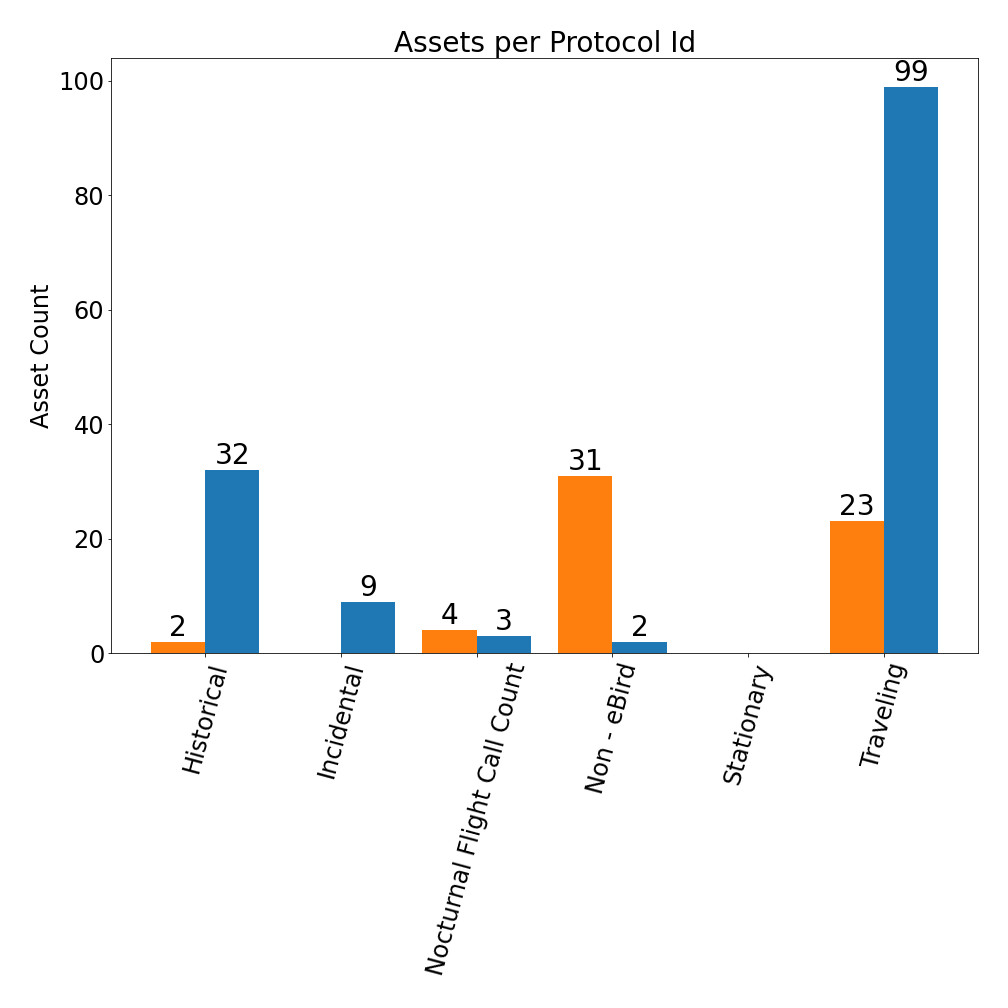 Assets per Protocol Id
Asset Count
100
80
60
40
20
0
2
32
9
4
3
31
2
23
99
Historical
Incidental
Nocturnal Flight Call Count
Non - eBird
Stationary
Traveling